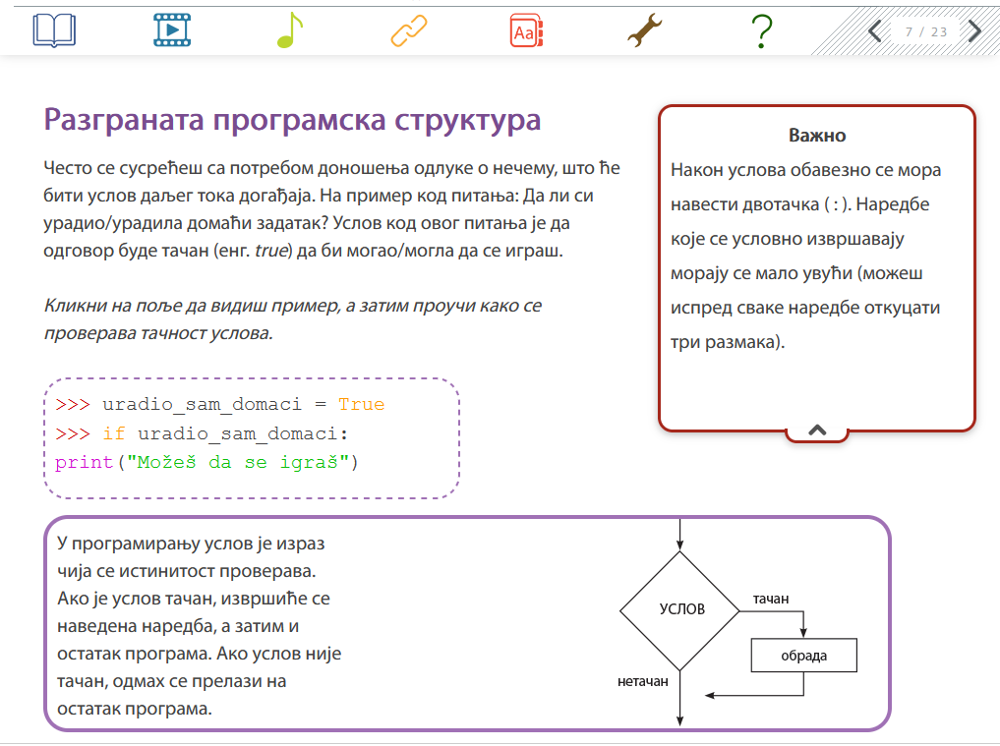 Aa
7 / 23
Разграната програмска структура
Често се сусрећеш са потребом доношења одлуке о нечему, што ће
бити услов даљег тока догађаја. На пример код питања: Да ли си
урадио/урадила домаћи задатак? Услов код овог питања је да
одговор буде тачан (енг. true) да би могао/могла да се играш.
Кликни на поље да видиш пример, а затим проучи како се
проверава тачност услова.
>>> uradio_sam_domaci = True
>>> if uradio_sam_domaci:
print("Možeš da se igraš")
Важно
Након услова обавезно се мора
навести двотачка ( : ). Наредбе
које се условно извршавају
морају се мало увући (можеш
испред сваке наредбе откуцати
три размака).
У програмирању услов је израз
чија се истинитост проверава.
Ако је услов тачан, извршиће се
наведена наредба, а затим и
остатак програма. Ако услов није
тачан, одмах се прелази на
остатак програма.
УСЛОВ
тачан
обрада
нетачан